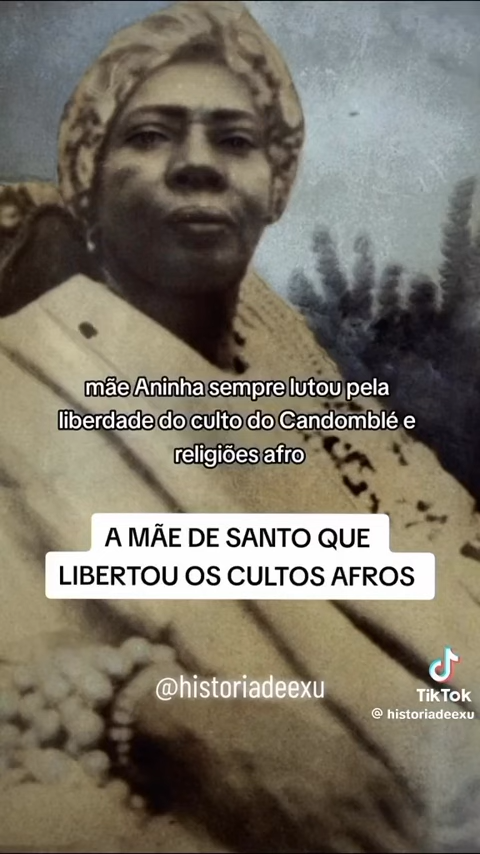 mãe Aninha sempre lutou pela
liberdade do culto do Candomblé e
religiões afro
A MÃE DE SANTO QUE
LIBERTOU OS CULTOS AFROS
@historiadeexu
TikTok
@ historiadeexu